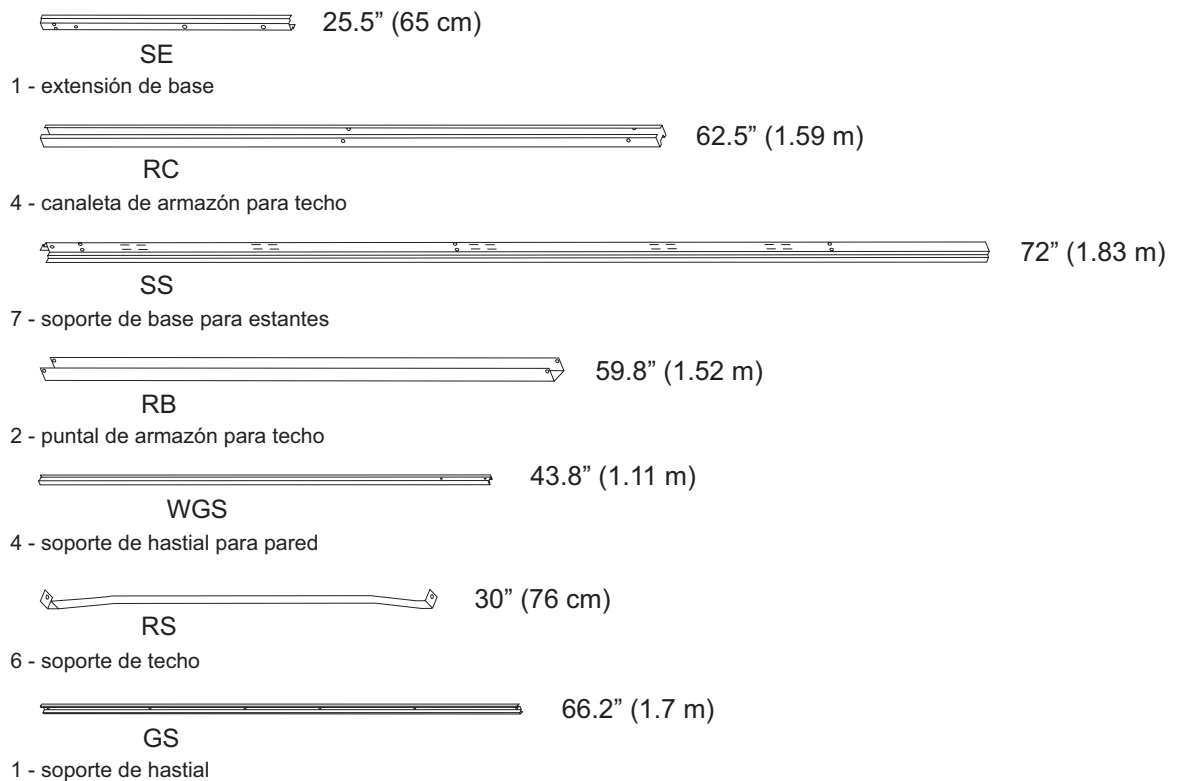 25.5” (65 cm)
SE
1 - extensión de base
62.5” (1.59 m)
RC
4 - canaleta de armazón para techo
72” (1.83 m)
SS
7 - soporte de base para estantes
59.8” (1.52 m)
RB
2 - puntal de armazón para techo
43.8” (1.11 m)
WGS
4 - soporte de hastial para pared
30” (76 cm)
RS
6 - soporte de techo
66.2” (1.7 m)
GS
1 - soporte de hastial